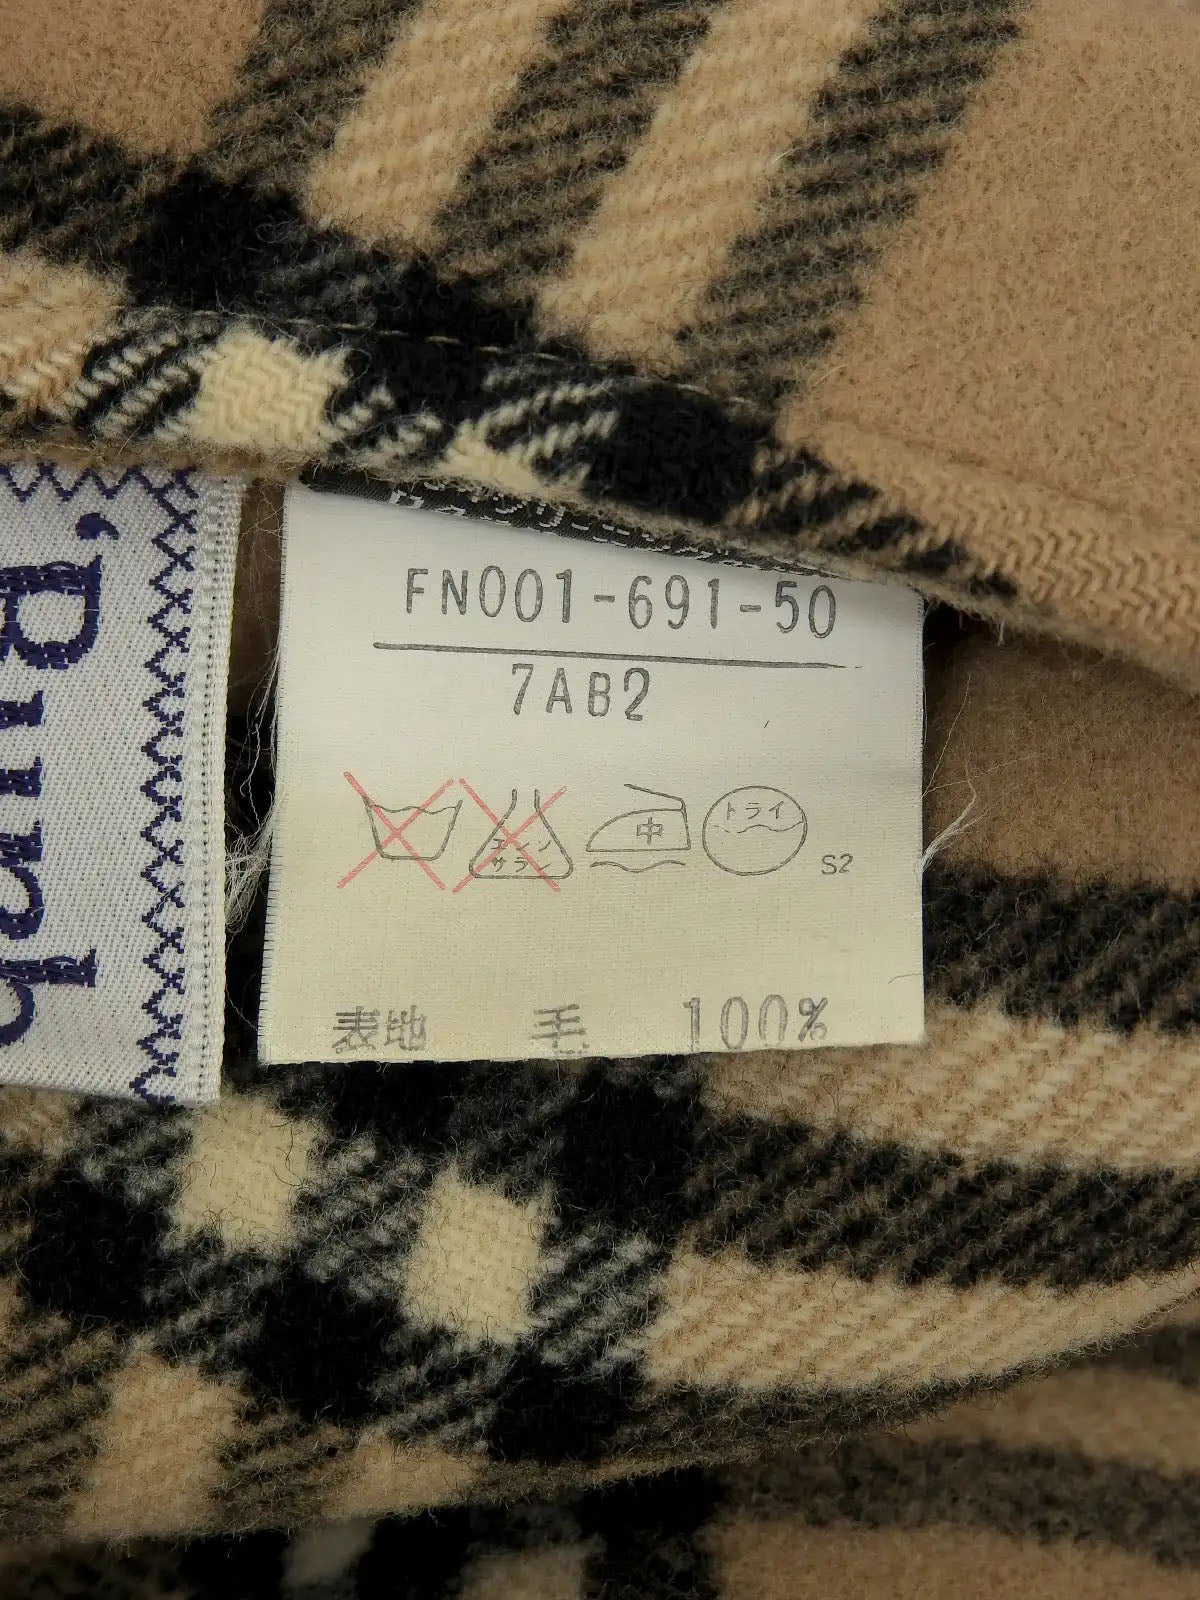 FN001-691-50
7AB2
エンソ
サラシ
中
ドライ
S2
表地 毛 100%
'Burb